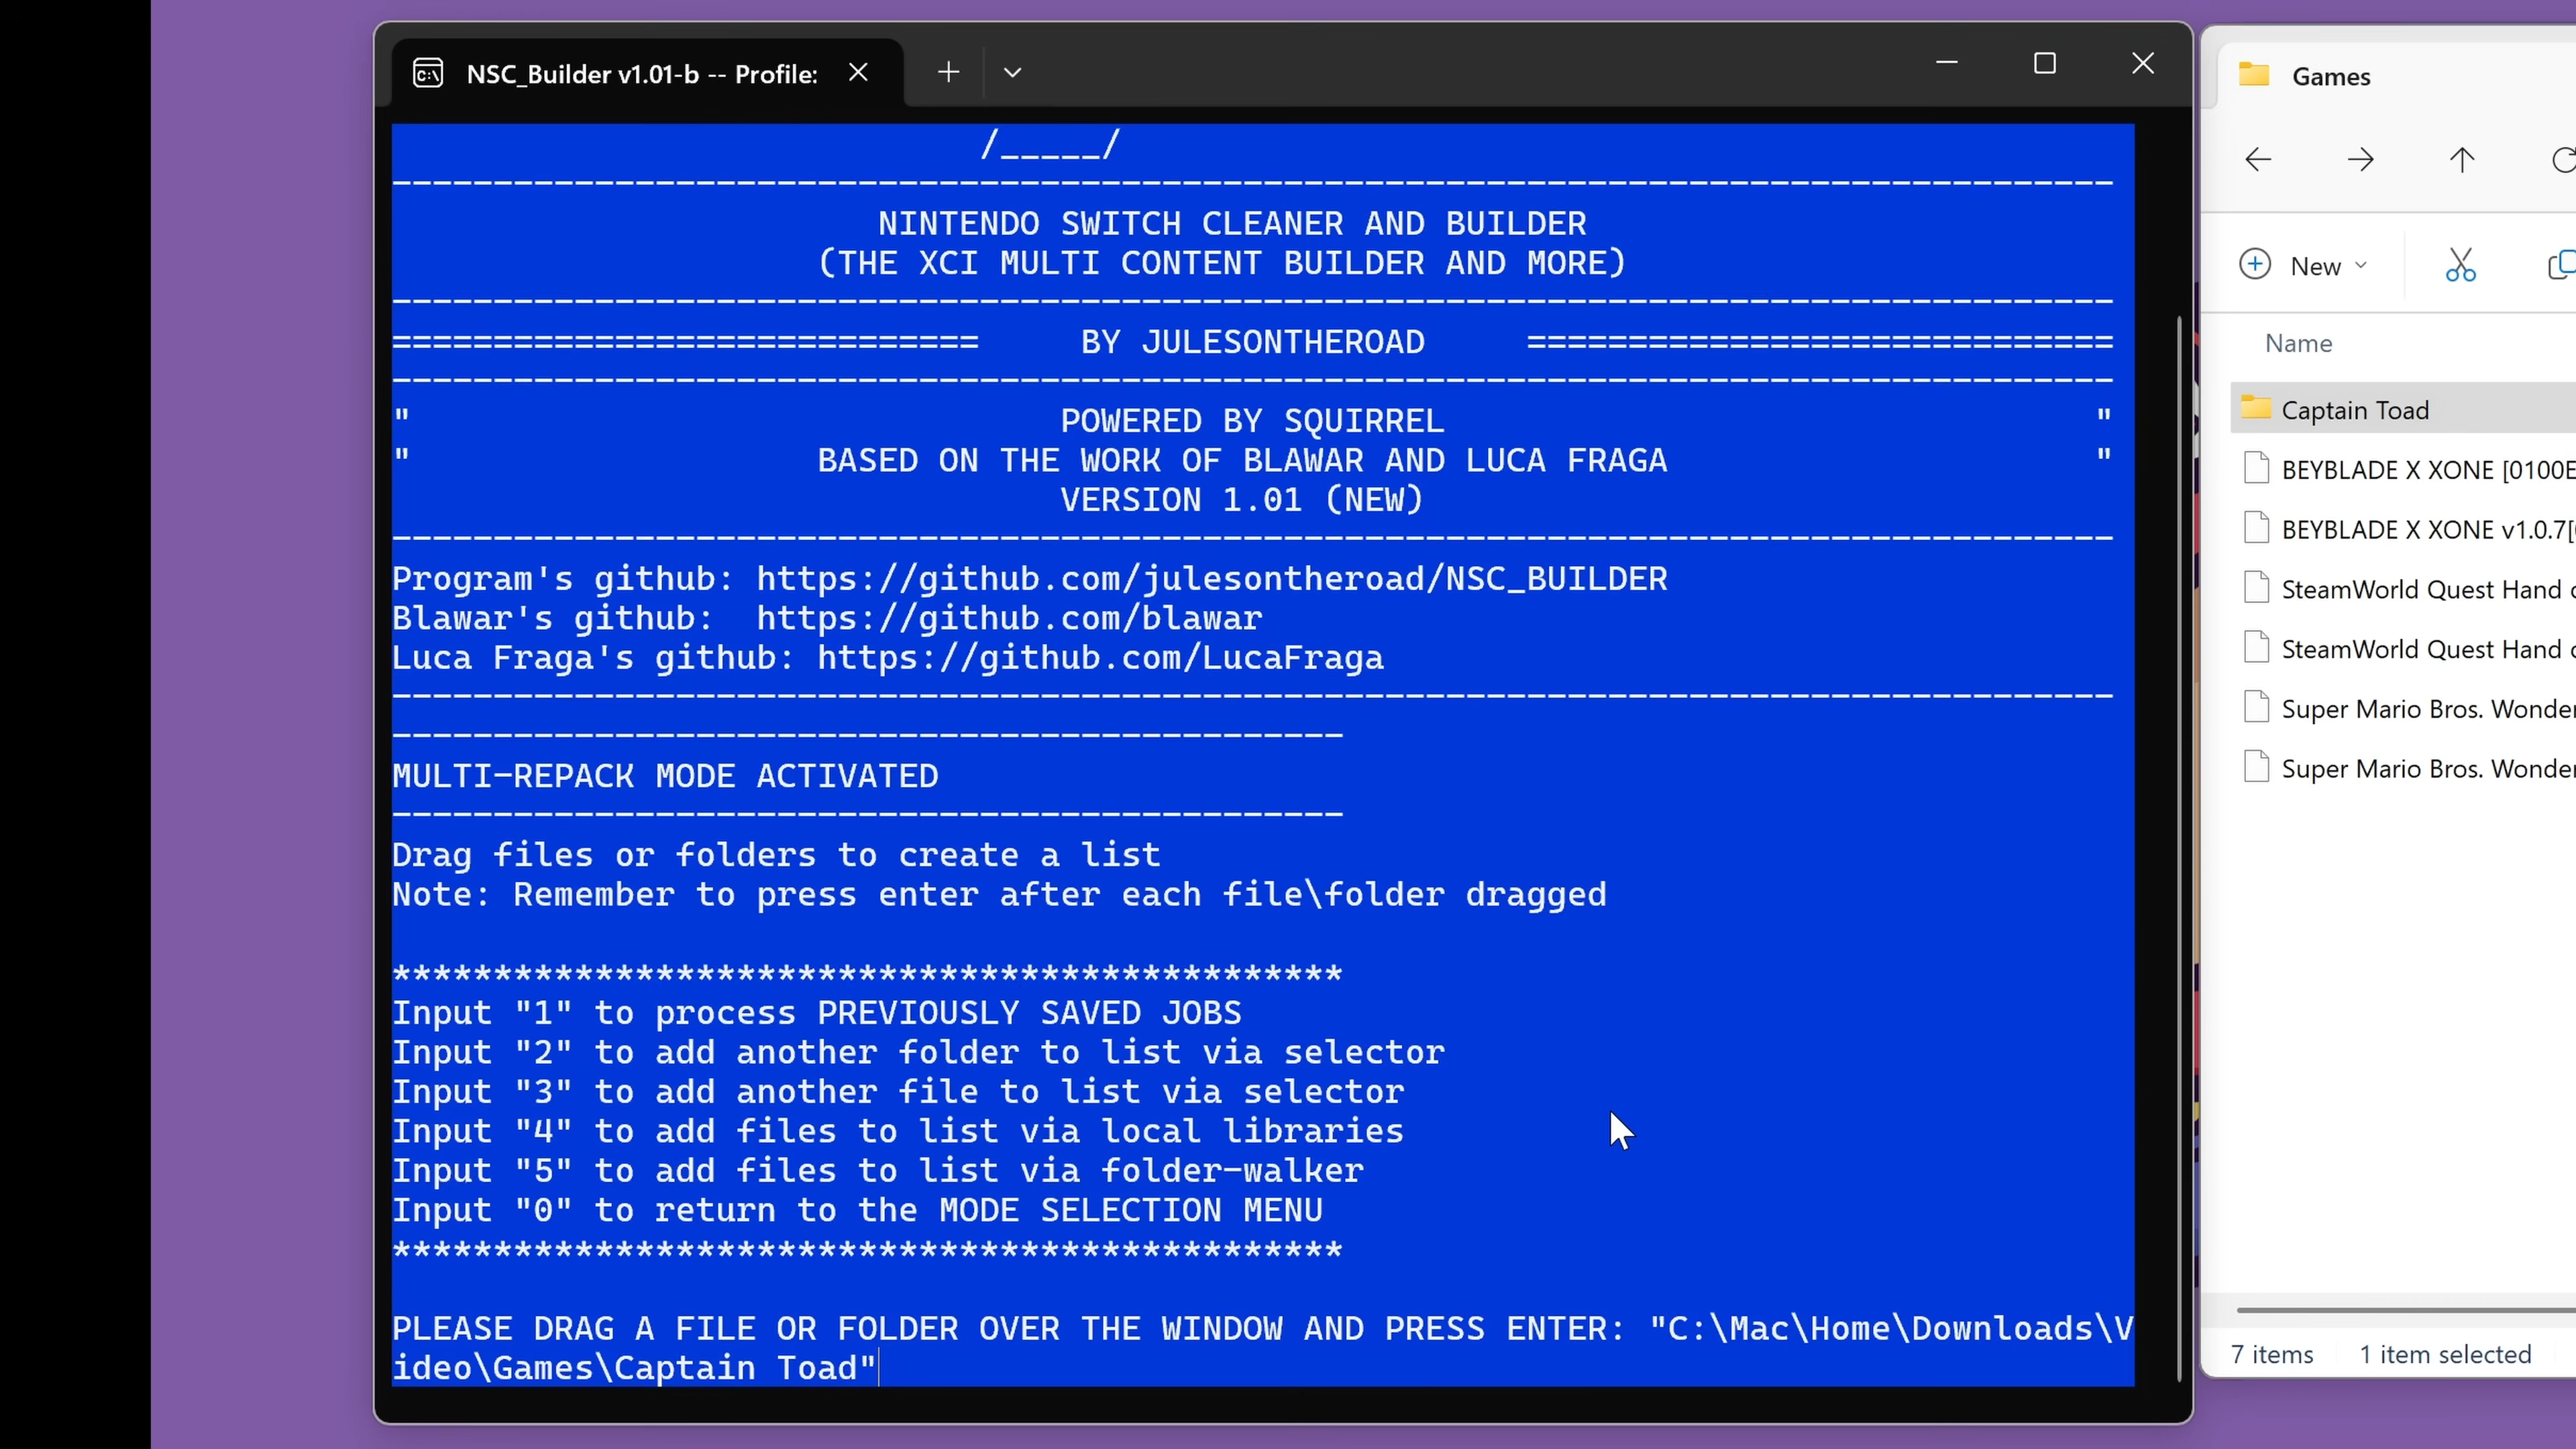 NSC_Builder v1.01-b -- Profile:
/_____/
NINTENDO SWITCH CLEANER AND BUILDER
(THE XCI MULTI CONTENT BUILDER AND MORE)
============================= BY JULESONTHEROAD =============================
" POWERED BY SQUIRREL "
" BASED ON THE WORK OF BLAWAR AND LUCA FRAGA "
VERSION 1.01 (NEW)
Program's github: https://github.com/julesontheroad/NSC_BUILDER
Blawar's github: https://github.com/blawar
Luca Fraga's github: https://github.com/LucaFraga
MULTI-REPACK MODE ACTIVATED
Drag files or folders to create a list
Note: Remember to press enter after each file\folder dragged
***********************************************
Input "1" to process PREVIOUSLY SAVED JOBS
Input "2" to add another folder to list via selector
Input "3" to add another file to list via selector
Input "4" to add files to list via local libraries
Input "5" to add files to list via folder-walker
Input "0" to return to the MODE SELECTION MENU
***********************************************
PLEASE DRAG A FILE OR FOLDER OVER THE WINDOW AND PRESS ENTER: "C:\Mac\Home\Downloads\V
ideo\Games\Captain Toad"
Games
New
Name
Captain Toad
BEYBLADE X XONE [0100E
BEYBLADE X XONE v1.0.7[
SteamWorld Quest Hand
SteamWorld Quest Hand
Super Mario Bros. Wonder
Super Mario Bros. Wonder
7 items 1 item selected